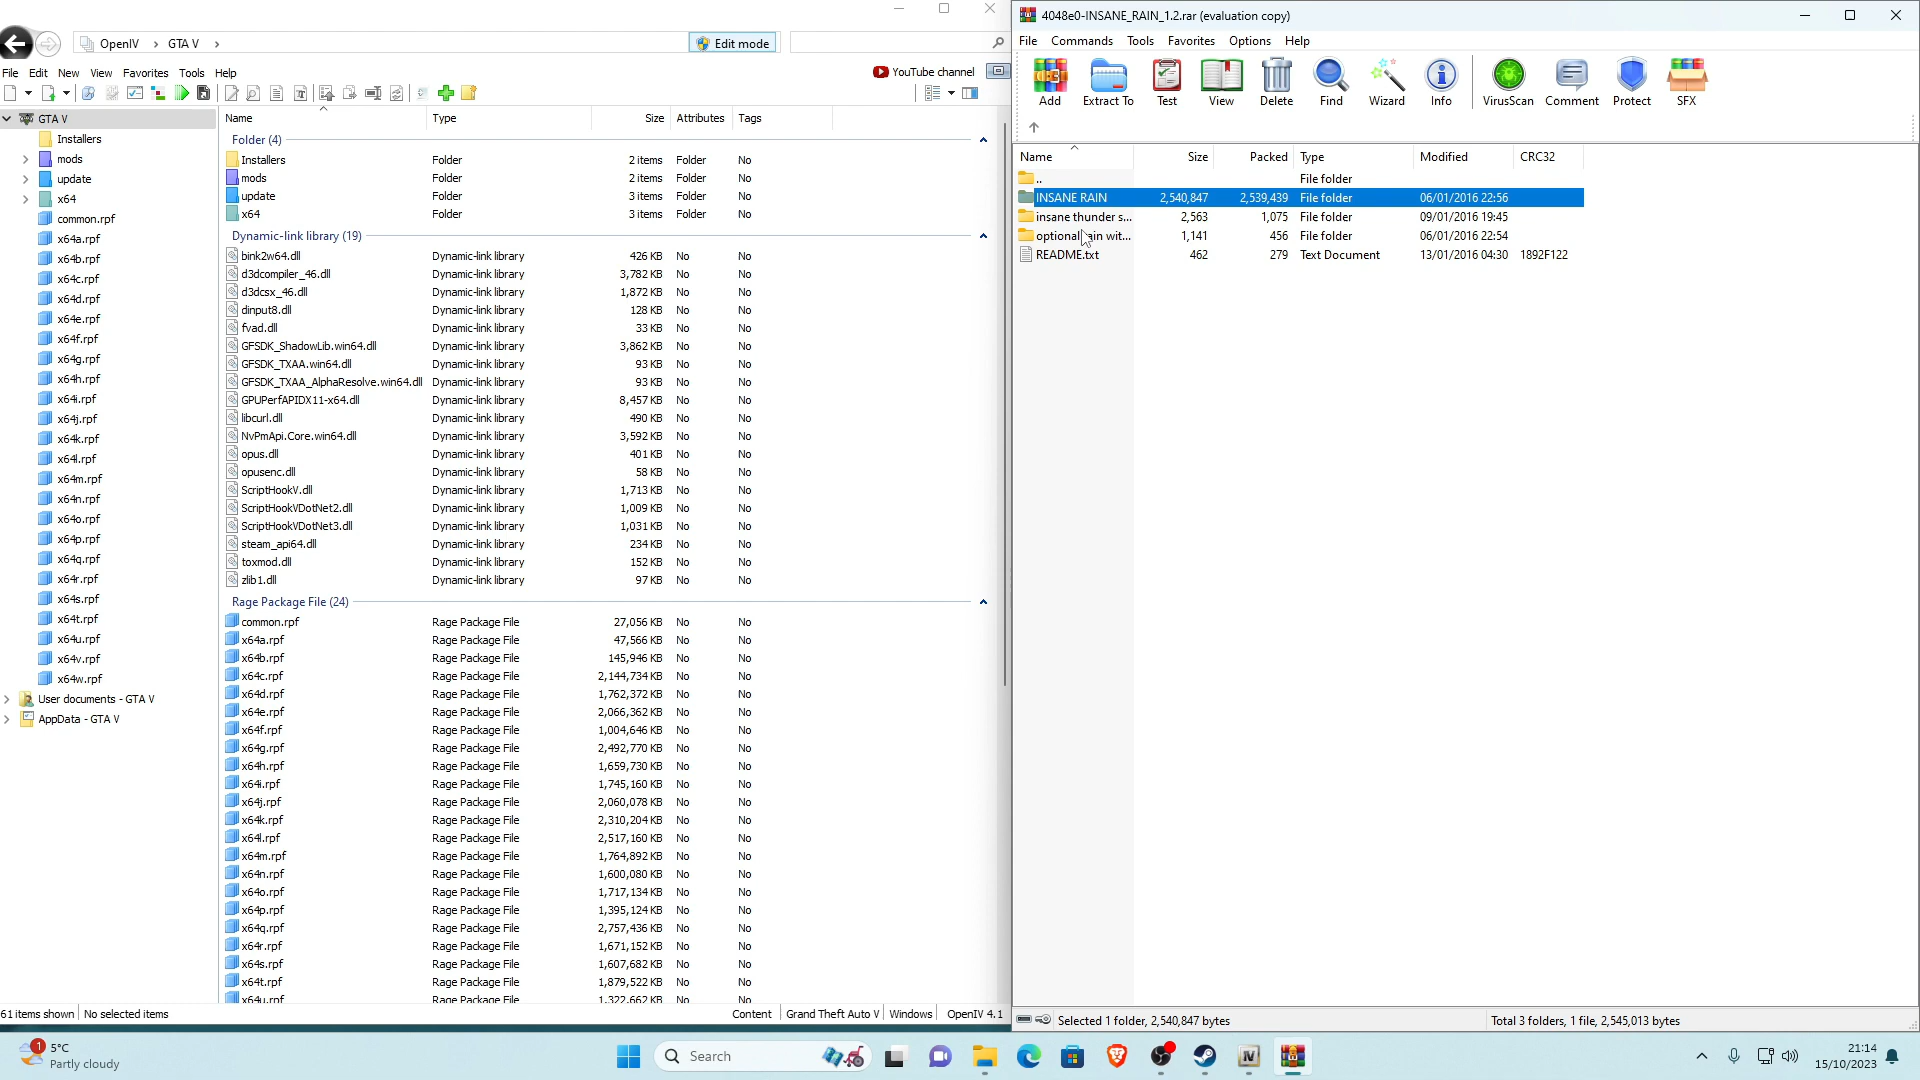 OpenIV
GTA V
Edit mode
File Edit New View Favorites Tools Help
YouTube channel
GTA V
Installers
mods
update
x64
common.rpf
x64a.rpf
x64b.rpf
x64c.rpf
x64d.rpf
x64e.rpf
x64f.rpf
x64g.rpf
x64h.rpf
x64i.rpf
x64j.rpf
x64k.rpf
x64l.rpf
x64m.rpf
x64n.rpf
x64o.rpf
x64p.rpf
x64q.rpf
x64r.rpf
x64s.rpf
x64t.rpf
x64u.rpf
x64v.rpf
x64w.rpf
User documents - GTA V
AppData - GTA V
Name Type Size Attributes Tags
Folder (4)
Installers Folder 2 items Folder No
mods Folder 2 items Folder No
update Folder 3 items Folder No
x64 Folder 3 items Folder No
Dynamic-link library (19)
bink2w64.dll Dynamic-link library 426 KB No No
d3dcompiler_46.dll Dynamic-link library 3,782 KB No No
d3dcsx_46.dll Dynamic-link library 1,872 KB No No
dinput8.dll Dynamic-link library 128 KB No No
fvad.dll Dynamic-link library 33 KB No No
GFSDK_ShadowLib.win64.dll Dynamic-link library 3,862 KB No No
GFSDK_TXAA.win64.dll Dynamic-link library 93 KB No No
GFSDK_TXAA_AlphaResolve.win64.dll Dynamic-link library 93 KB No No
GPUPerfAPIDX11-x64.dll Dynamic-link library 8,457 KB No No
libcurl.dll Dynamic-link library 490 KB No No
NvPmApi.Core.win64.dll Dynamic-link library 3,592 KB No No
opus.dll Dynamic-link library 401 KB No No
opusenc.dll Dynamic-link library 58 KB No No
ScriptHookV.dll Dynamic-link library 1,713 KB No No
ScriptHookVDotNet2.dll Dynamic-link library 1,009 KB No No
ScriptHookVDotNet3.dll Dynamic-link library 1,031 KB No No
steam_api64.dll Dynamic-link library 234 KB No No
toxmod.dll Dynamic-link library 152 KB No No
zlib1.dll Dynamic-link library 97 KB No No
Rage Package File (24)
common.rpf Rage Package File 27,056 KB No No
x64a.rpf Rage Package File 47,566 KB No No
x64b.rpf Rage Package File 145,946 KB No No
x64c.rpf Rage Package File 2,144,734 KB No No
x64d.rpf Rage Package File 1,762,372 KB No No
x64e.rpf Rage Package File 2,066,362 KB No No
x64f.rpf Rage Package File 1,004,646 KB No No
x64g.rpf Rage Package File 2,492,770 KB No No
x64h.rpf Rage Package File 1,659,730 KB No No
x64i.rpf Rage Package File 1,745,160 KB No No
x64j.rpf Rage Package File 2,060,078 KB No No
x64k.rpf Rage Package File 2,310,204 KB No No
x64l.rpf Rage Package File 2,517,160 KB No No
x64m.rpf Rage Package File 1,764,892 KB No No
x64n.rpf Rage Package File 1,600,080 KB No No
x64o.rpf Rage Package File 1,717,134 KB No No
x64p.rpf Rage Package File 1,395,124 KB No No
x64q.rpf Rage Package File 2,757,436 KB No No
x64r.rpf Rage Package File 1,671,152 KB No No
x64s.rpf Rage Package File 1,607,682 KB No No
x64t.rpf Rage Package File 1,879,522 KB No No
x64u.rpf Rage Package File 1,322,662 KB No No
61 items shown No selected items Content Grand Theft Auto V Windows OpenIV 4.1
4048e0-INSANE_RAIN_1.2.rar (evaluation copy)
File Commands Tools Favorites Options Help
Add Extract To Test View Delete Find Wizard Info VirusScan Comment Protect SFX
Name Size Packed Type Modified CRC32
.. File folder
INSANE RAIN 2,540,847 2,539,439 File folder 06/01/2016 22:56
insane thunder s... 2,563 1,075 File folder 09/01/2016 19:45
optional rain wit... 1,141 456 File folder 06/01/2016 22:54
README.txt 462 279 Text Document 13/01/2016 04:30 1892F122
Selected 1 folder, 2,540,847 bytes Total 3 folders, 1 file, 2,545,013 bytes
1
5°C
Partly cloudy
Search
21:14
15/10/2023